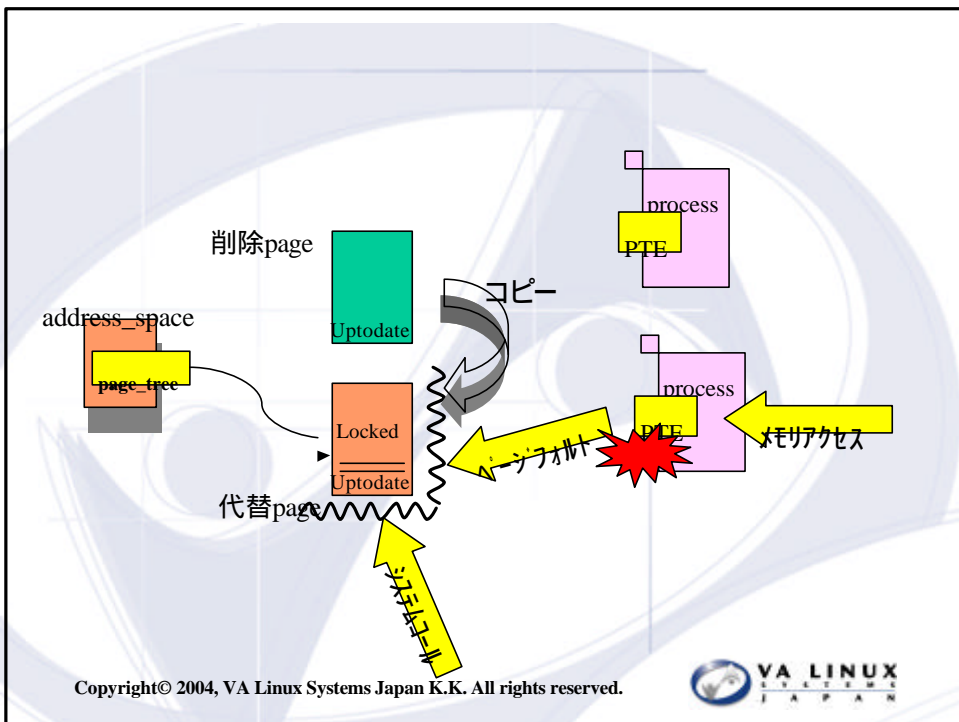 process
PTE
削除page
コピー
Uptodate
address_space
page_tree
process
PTE
メモリアクセス
Locked
ページフォルト
Uptodate
代替page
システムコール
Copyright© 2004, VA Linux Systems Japan K.K. All rights reserved.
VA LINUX
SYSTEMS
JAPAN